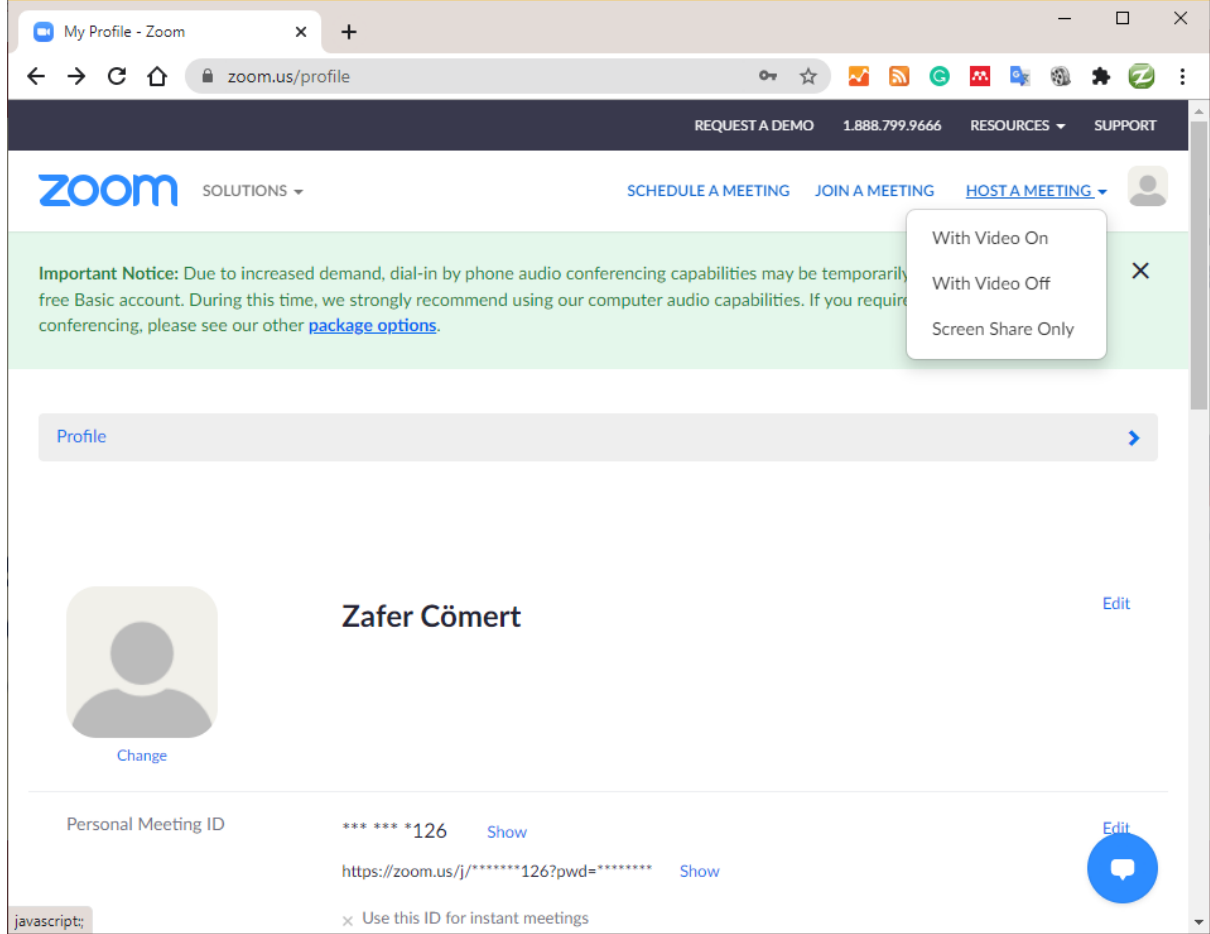 My Profile - Zoom
zoom.us/profile
REQUEST A DEMO 1.888.799.9666 RESOURCES SUPPORT
zoom SOLUTIONS SCHEDULE A MEETING JOIN A MEETING HOST A MEETING
With Video On
With Video Off
Screen Share Only
Important Notice: Due to increased demand, dial-in by phone audio conferencing capabilities may be temporarily
free Basic account. During this time, we strongly recommend using our computer audio capabilities. If you require
conferencing, please see our other package options.
Profile
Zafer Cömert Edit
Change
Personal Meeting ID *** *** *126 Show Edit
https://zoom.us/j/*******126?pwd=******** Show
Use this ID for instant meetings
javascript:;